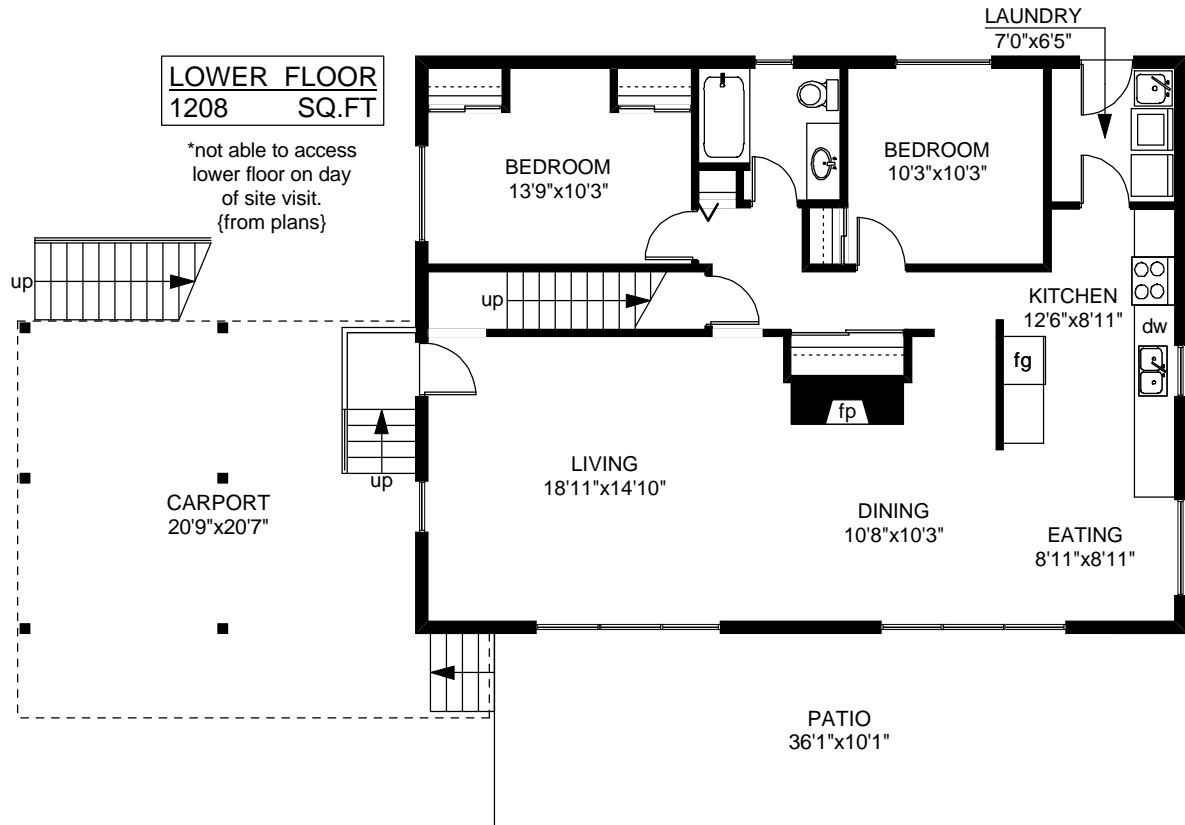 LAUNDRY
7'0"x6'5"
LOWER FLOOR
1208 SQ.FT
*not able to access
lower floor on day
of site visit.
{from plans}
BEDROOM
13'9"x10'3"
BEDROOM
10'3"x10'3"
up
up
KITCHEN
12'6"x8'11"
dw
fg
fp
up
LIVING
18'11"x14'10"
CARPORT
20'9"x20'7"
DINING
10'8"x10'3"
EATING
8'11"x8'11"
PATIO
36'1"x10'1"